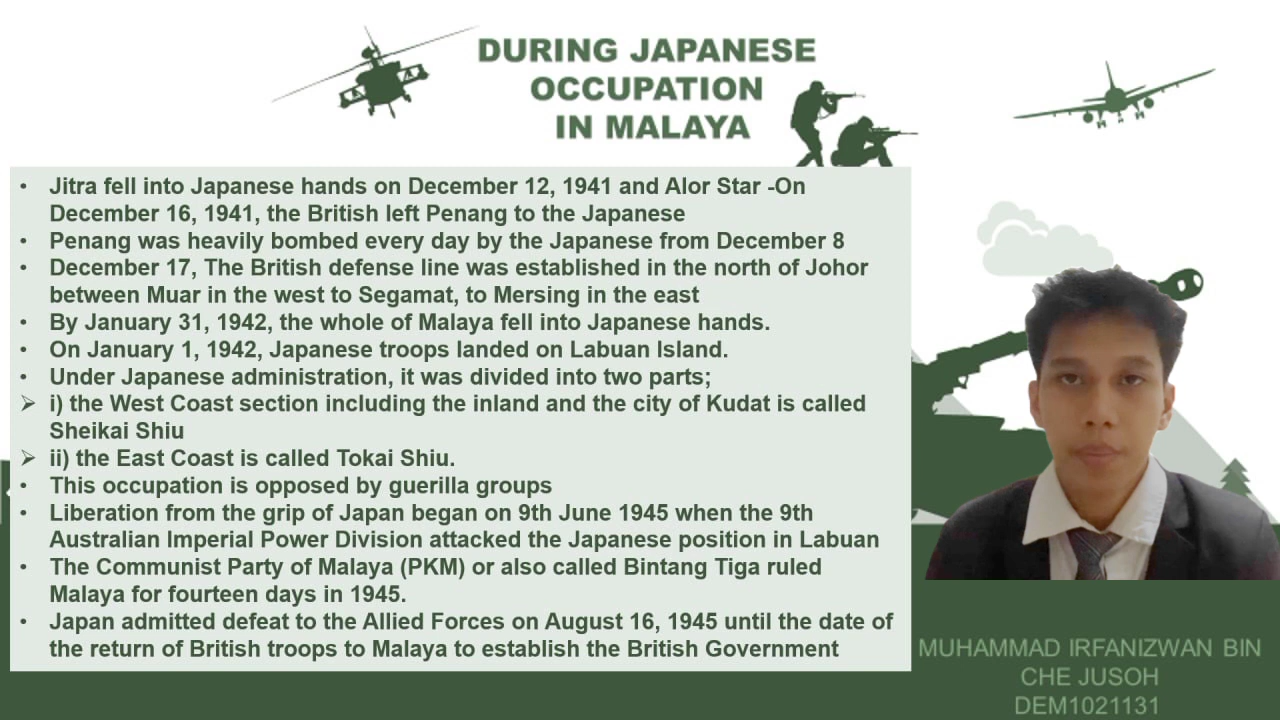 DURING JAPANESE
OCCUPATION
IN MALAYA
• Jitra fell into Japanese hands on December 12, 1941 and Alor Star -On
December 16, 1941, the British left Penang to the Japanese
• Penang was heavily bombed every day by the Japanese from December 8
• December 17, The British defense line was established in the north of Johor
between Muar in the west to Segamat, to Mersing in the east
• By January 31, 1942, the whole of Malaya fell into Japanese hands.
• On January 1, 1942, Japanese troops landed on Labuan Island.
• Under Japanese administration, it was divided into two parts;
➢ i) the West Coast section including the inland and the city of Kudat is called
Sheikai Shiu
➢ ii) the East Coast is called Tokai Shiu.
• This occupation is opposed by guerilla groups
• Liberation from the grip of Japan began on 9th June 1945 when the 9th
Australian Imperial Power Division attacked the Japanese position in Labuan
• The Communist Party of Malaya (PKM) or also called Bintang Tiga ruled
Malaya for fourteen days in 1945.
• Japan admitted defeat to the Allied Forces on August 16, 1945 until the date of
the return of British troops to Malaya to establish the British Government
MUHAMMAD IRFANIZWAN BIN
CHE JUSOH
DEM1021131